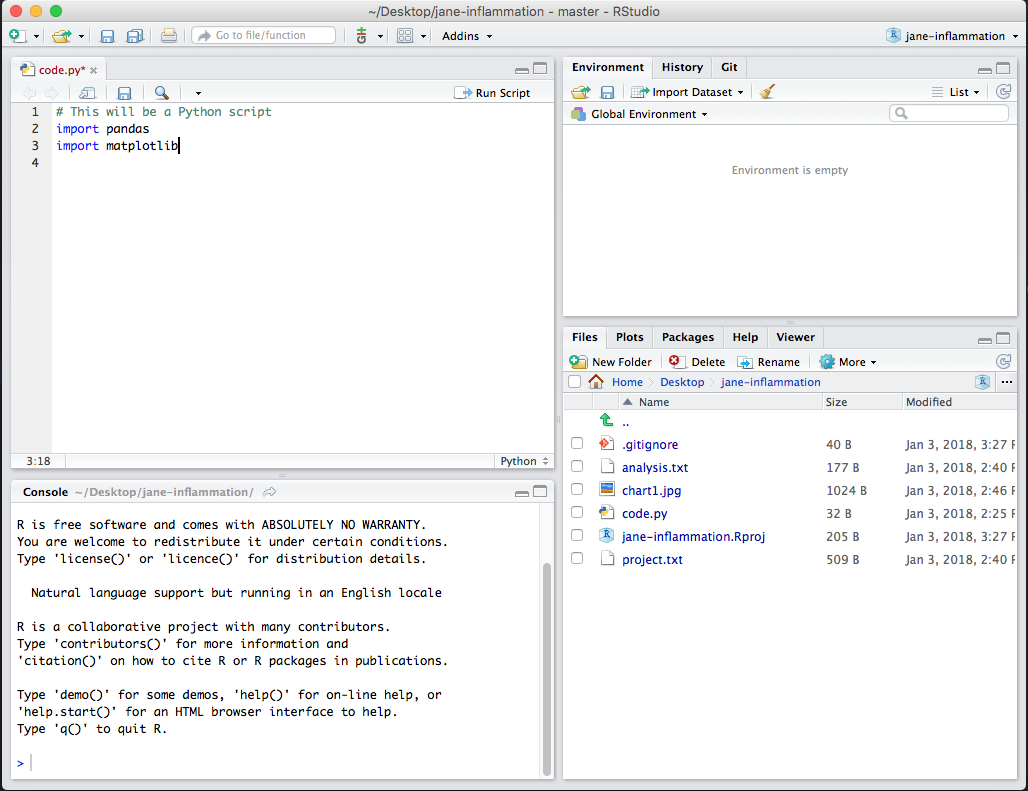 ~/Desktop/jane-inflammation - master - RStudio
Go to file/function
Addins
jane-inflammation
code.py*
Run Script
1 # This will be a Python script
2 import pandas
3 import matplotlib
4
3:18
Python
Console ~/Desktop/jane-inflammation/
R is free software and comes with ABSOLUTELY NO WARRANTY.
You are welcome to redistribute it under certain conditions.
Type 'license()' or 'licence()' for distribution details.
Natural language support but running in an English locale
R is a collaborative project with many contributors.
Type 'contributors()' for more information and
'citation()' on how to cite R or R packages in publications.
Type 'demo()' for some demos, 'help()' for on-line help, or
'help.start()' for an HTML browser interface to help.
Type 'q()' to quit R.
>
Environment History Git
Import Dataset List
Global Environment
Environment is empty
Files Plots Packages Help Viewer
New Folder Delete Rename More
Home Desktop jane-inflammation
Name Size Modified
..
.gitignore 40 B Jan 3, 2018, 3:27 P
analysis.txt 177 B Jan 3, 2018, 2:40 P
chart1.jpg 1024 B Jan 3, 2018, 2:46 P
code.py 32 B Jan 3, 2018, 2:25 P
jane-inflammation.Rproj 205 B Jan 3, 2018, 3:27 P
project.txt 509 B Jan 3, 2018, 2:40 P